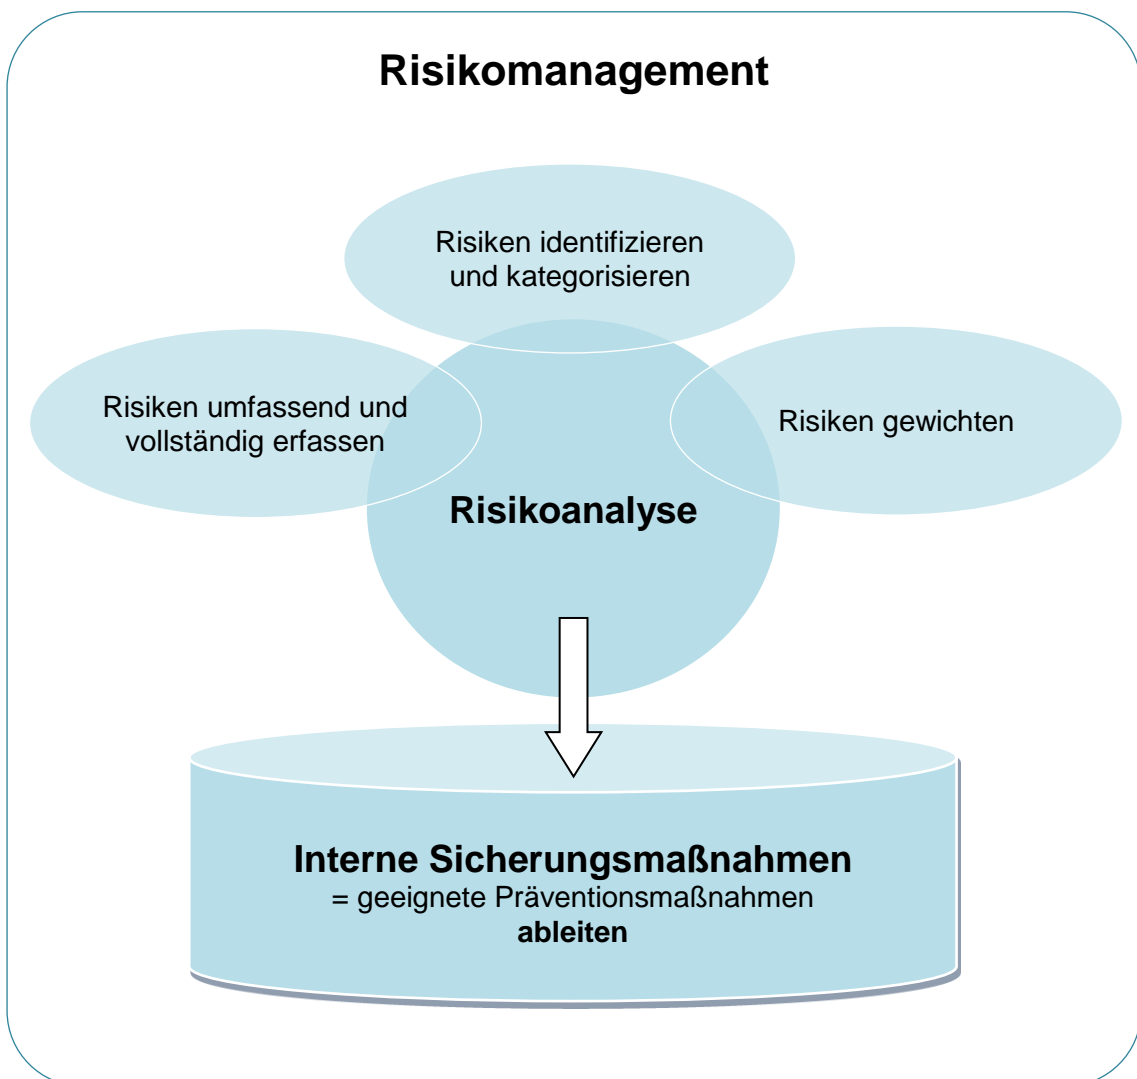 Risikomanagement
Risiken identifizieren
und kategorisieren
Risiken umfassend und
vollständig erfassen
Risiken gewichten
Risikoanalyse
Interne Sicherungsmaßnahmen
= geeignete Präventionsmaßnahmen
ableiten